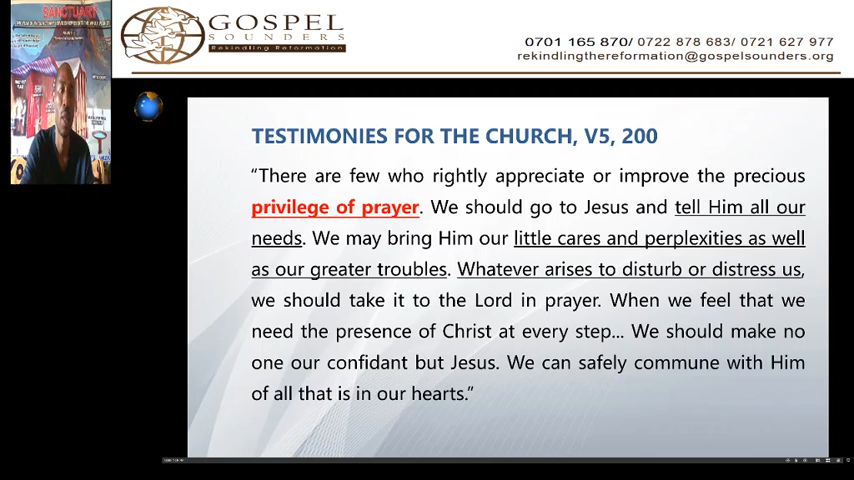 SANCTUARY
GOSPEL
SOUNDERS
Rekindling Reformation
0701 165 870/ 0722 878 683/ 0721 627 977
rekindlingthereformation@gospelsounders.org
TESTIMONIES FOR THE CHURCH, V5, 200
“There are few who rightly appreciate or improve the precious
privilege of prayer. We should go to Jesus and tell Him all our
needs. We may bring Him our little cares and perplexities as well
as our greater troubles. Whatever arises to disturb or distress us,
we should take it to the Lord in prayer. When we feel that we
need the presence of Christ at every step... We should make no
one our confidant but Jesus. We can safely commune with Him
of all that is in our hearts.”